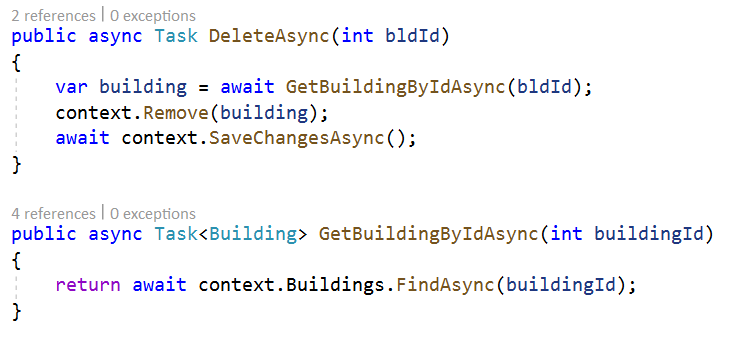 2 references | 0 exceptions
public async Task DeleteAsync(int bldId)
{
    var building = await GetBuildingByIdAsync(bldId);
    context.Remove(building);
    await context.SaveChangesAsync();
}
4 references | 0 exceptions
public async Task<Building> GetBuildingByIdAsync(int buildingId)
{
    return await context.Buildings.FindAsync(buildingId);
}